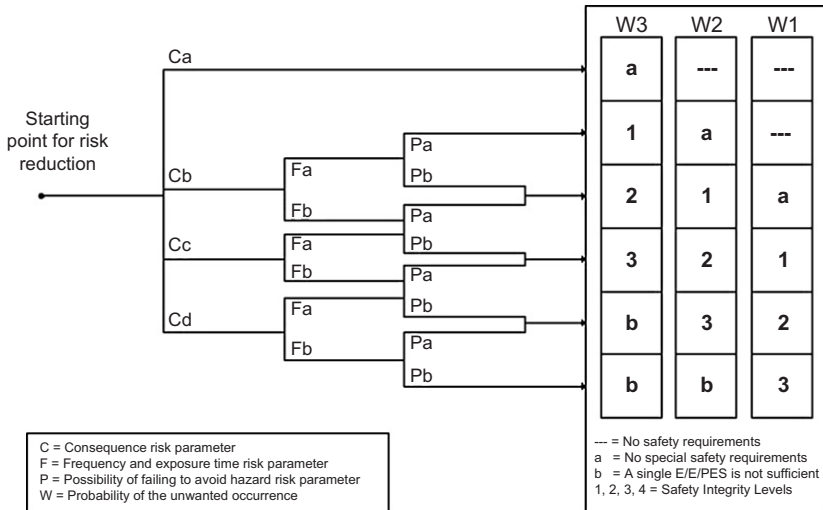 W3 W2 W1
Ca
a --- ---
Starting
point for risk
reduction
Pa
1 a ---
Fa
Cb
Pb
2 1 a
Fb
Pa
Fa
Cc
Pb
3 2 1
Fb
Pa
Fa
Pb
Cd
b 3 2
Fb
Pa
Pb
b b 3
C = Consequence risk parameter
F = Frequency and exposure time risk parameter
P = Possibility of failing to avoid hazard risk parameter
W = Probability of the unwanted occurrence
--- = No safety requirements
a = No special safety requirements
b = A single E/E/PES is not sufficient
1, 2, 3, 4 = Safety Integrity Levels